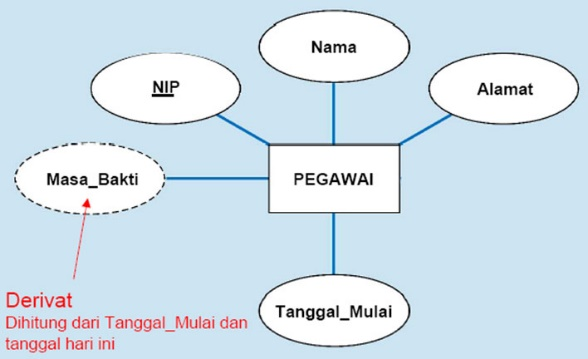 Nama
NIP
Alamat
Masa_Bakti
PEGAWAI
Tanggal_Mulai
Derivat
Dihitung dari Tanggal_Mulai dan
tanggal hari ini